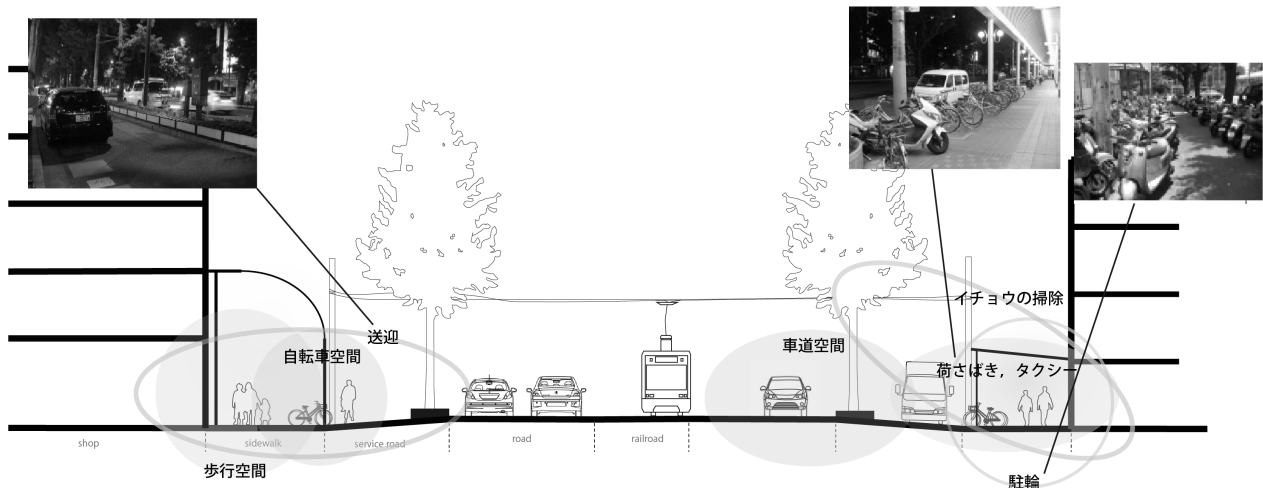 イチョウの掃除
送迎
車道空間
自転車空間
荷さばき，タクシー
shop
sidewalk
service road
road
railroad
歩行空間
駐輪